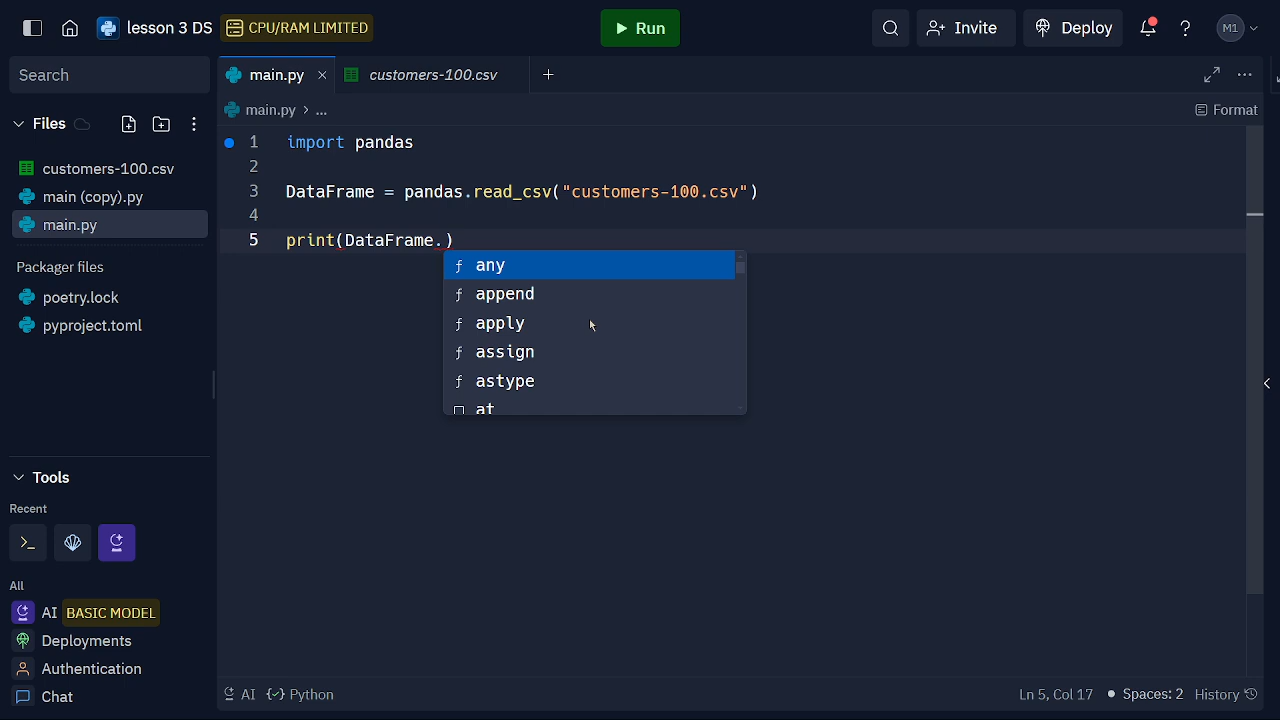 lesson 3 DS CPU/RAM LIMITED Run Invite Deploy M1
Search main.py customers-100.csv
Files main.py > ... Format
customers-100.csv
main (copy).py
main.py
Packager files
poetry.lock
pyproject.toml
1 import pandas
2
3 DataFrame = pandas.read_csv("customers-100.csv")
4
5 print(DataFrame.)
any
append
apply
assign
astype
at
Tools
Recent
All
AI BASIC MODEL
Deployments
Authentication
Chat
AI Python Ln 5, Col 17 Spaces: 2 History